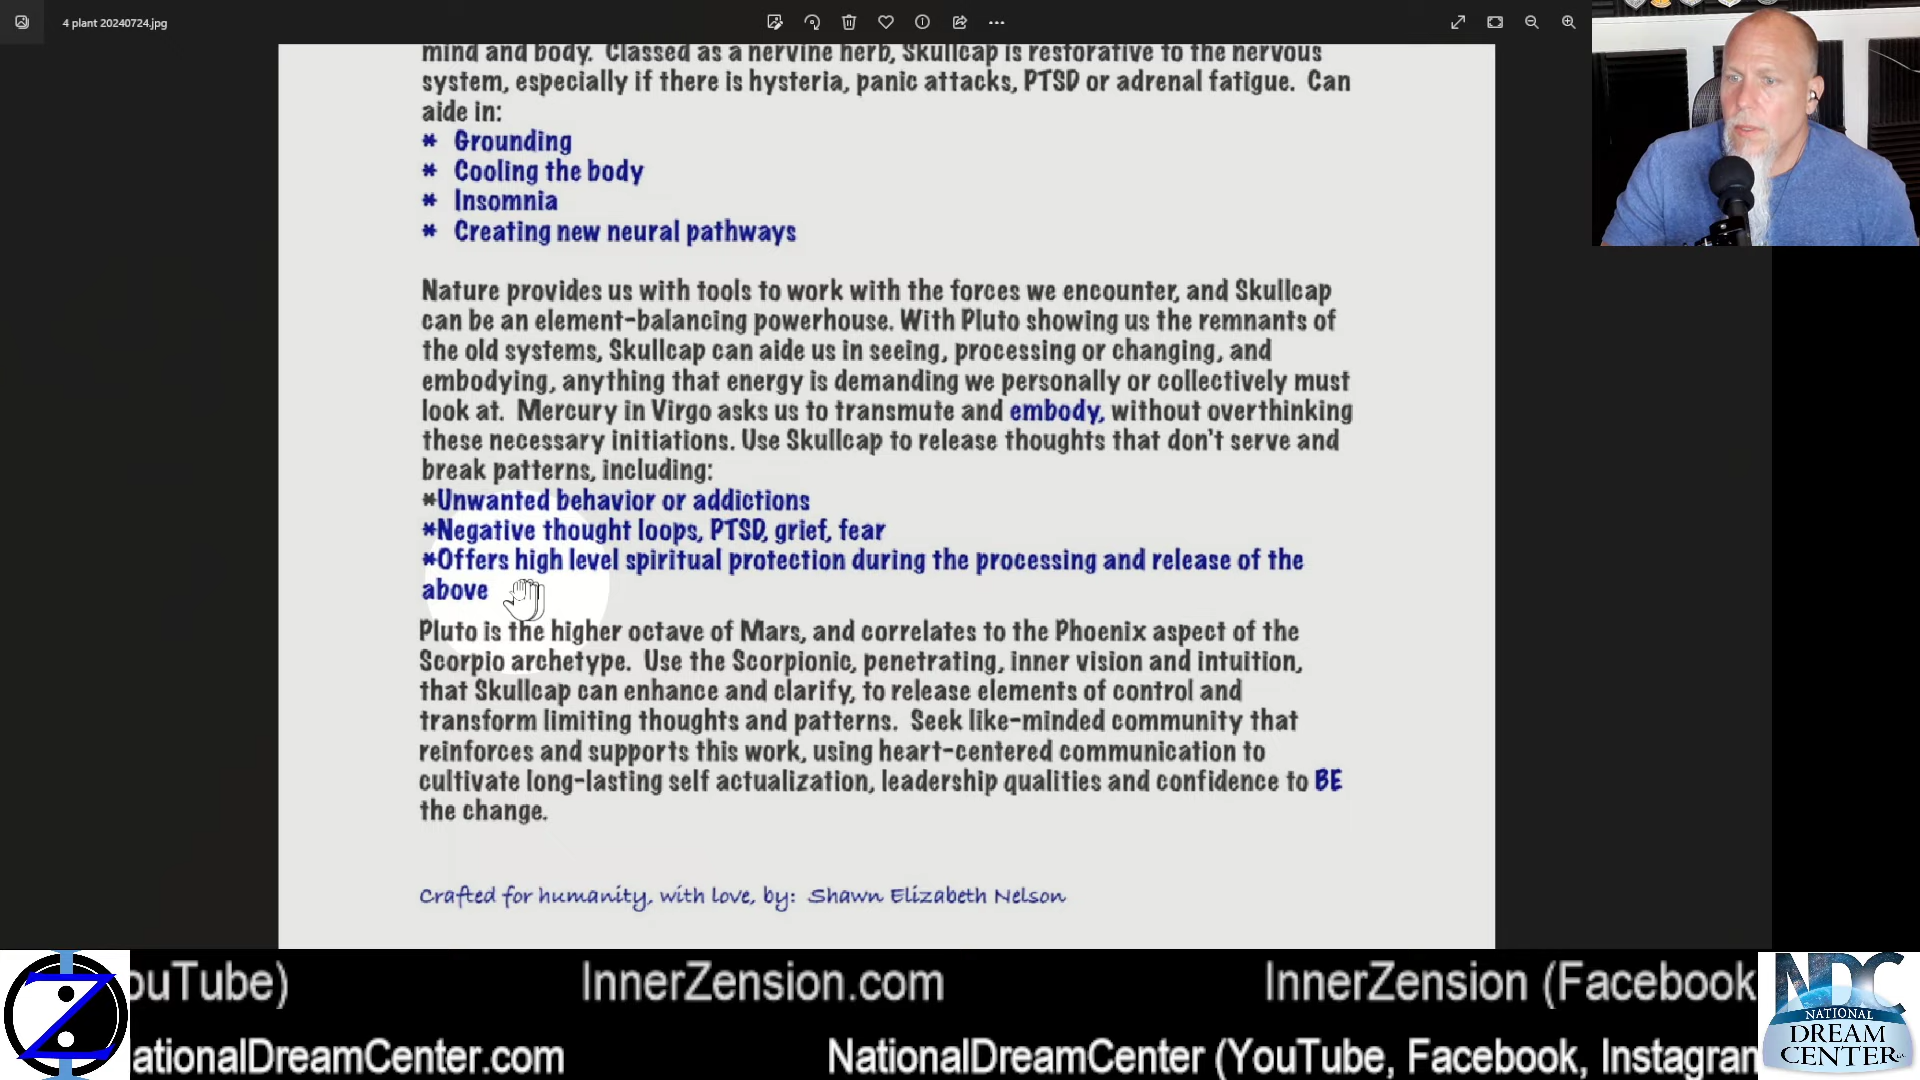 4 plant 20240724.jpg
mind and body. Classed as a nervine herb, Skullcap is restorative to the nervous
system, especially if there is hysteria, panic attacks, PTSD or adrenal fatigue. Can
aide in:
* Grounding
* Cooling the body
* Insomnia
* Creating new neural pathways
Nature provides us with tools to work with the forces we encounter, and Skullcap
can be an element-balancing powerhouse. With Pluto showing us the remnants of
the old systems, Skullcap can aide us in seeing, processing or changing, and
embodying, anything that energy is demanding we personally or collectively must
look at. Mercury in Virgo asks us to transmute and embody, without overthinking
these necessary initiations. Use Skullcap to release thoughts that don't serve and
break patterns, including:
*Unwanted behavior or addictions
*Negative thought loops, PTSD, grief, fear
*Offers high level spiritual protection during the processing and release of the
above
Pluto is the higher octave of Mars, and correlates to the Phoenix aspect of the
Scorpio archetype. Use the Scorpionic, penetrating, inner vision and intuition,
that Skullcap can enhance and clarify, to release elements of control and
transform limiting thoughts and patterns. Seek like-minded community that
reinforces and supports this work, using heart-centered communication to
cultivate long-lasting self actualization, leadership qualities and confidence to BE
the change.
Crafted for humanity, with love, by: Shawn Elizabeth Nelson
ouTube) InnerZension.com InnerZension (Facebook
ationalDreamCenter.com NationalDreamCenter (YouTube, Facebook, Instagran
NDC
NATIONAL
DREAM
CENTER